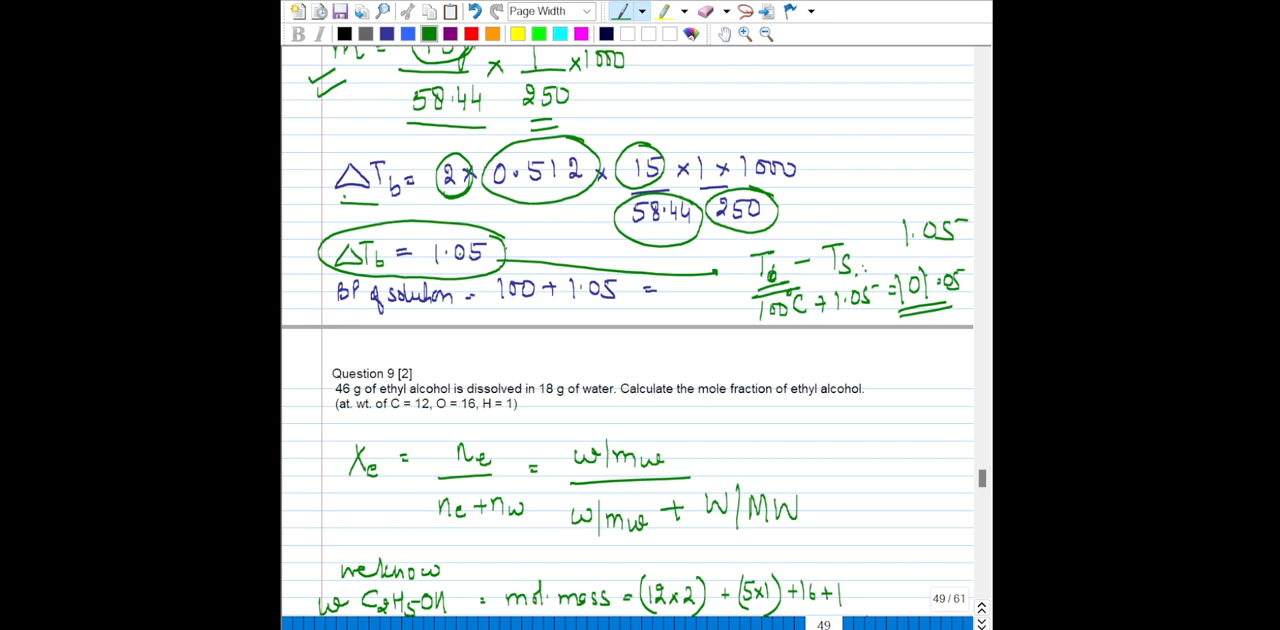 Page Width
B I
58.44 250 ×1000
ΔTb = 2 × 0.512 × 15 × 1 × 1000
58.44 250
ΔTb = 1.05
1.05
Tb - TS
BP of solution = 100 + 1.05 =
100°C + 1.05 = 101.05
Question 9 [2]
46 g of ethyl alcohol is dissolved in 18 g of water. Calculate the mole fraction of ethyl alcohol.
(at. wt. of C = 12, O = 16, H = 1)
Xe = ne = w/mw
ne + nw w/mw + W/MW
we know
C2H5OH = mol. mass = (12×2) + (5×1) + 16 + 1
49 / 61
49